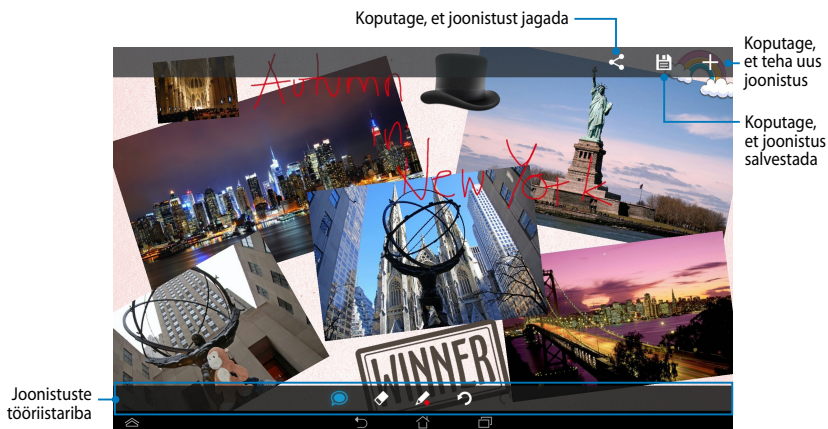 Koputage, et joonistust jagada
Koputage,
et teha uus
joonistus
Koputage,
et joonistus
salvestada
Autumn
in
New York
WINNER
Joonistuste
tööriistariba